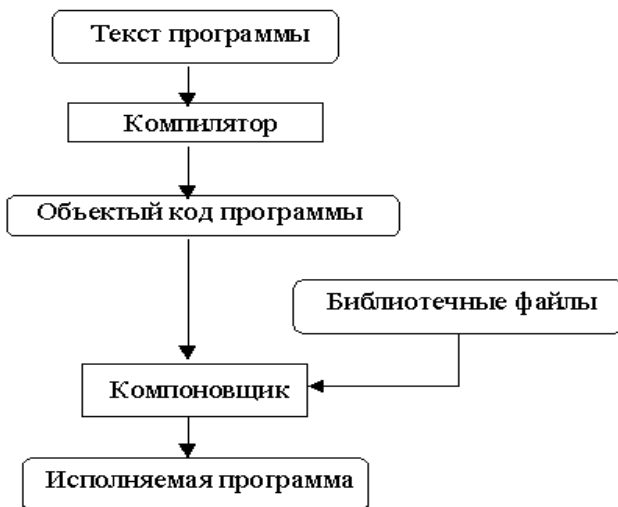 Текст программы
Компилятор
Объектый код программы
Библиотечные файлы
Компоновщик
Исполняемая программа